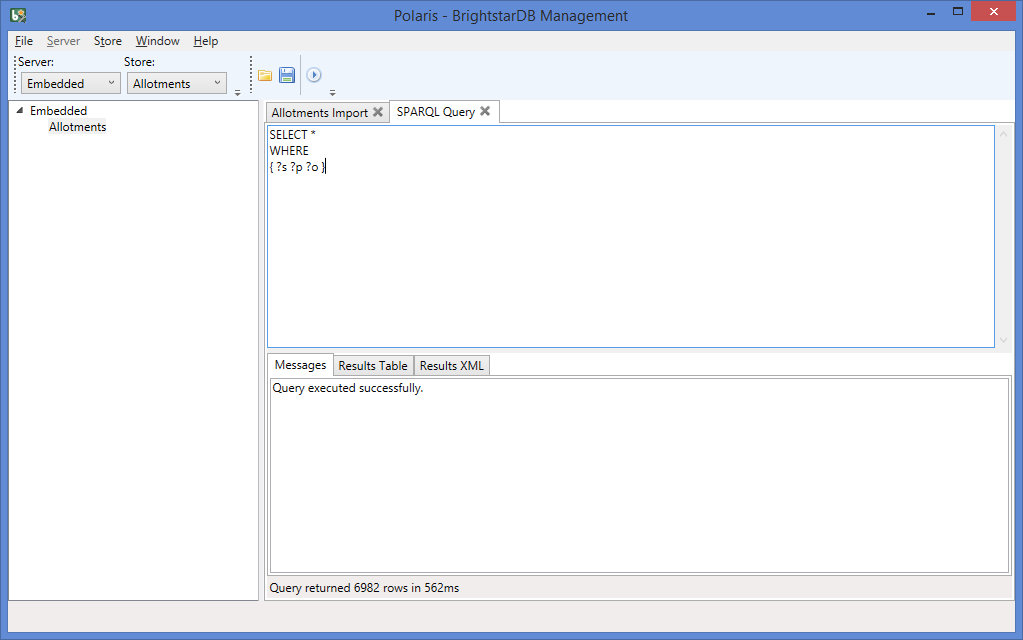 Polaris - BrightstarDB Management
File Server Store Window Help
Server: Store:
Embedded Allotments
Embedded
Allotments
Allotments Import SPARQL Query
SELECT *
WHERE
{ ?s ?p ?o }
Messages Results Table Results XML
Query executed successfully.
Query returned 6982 rows in 562ms